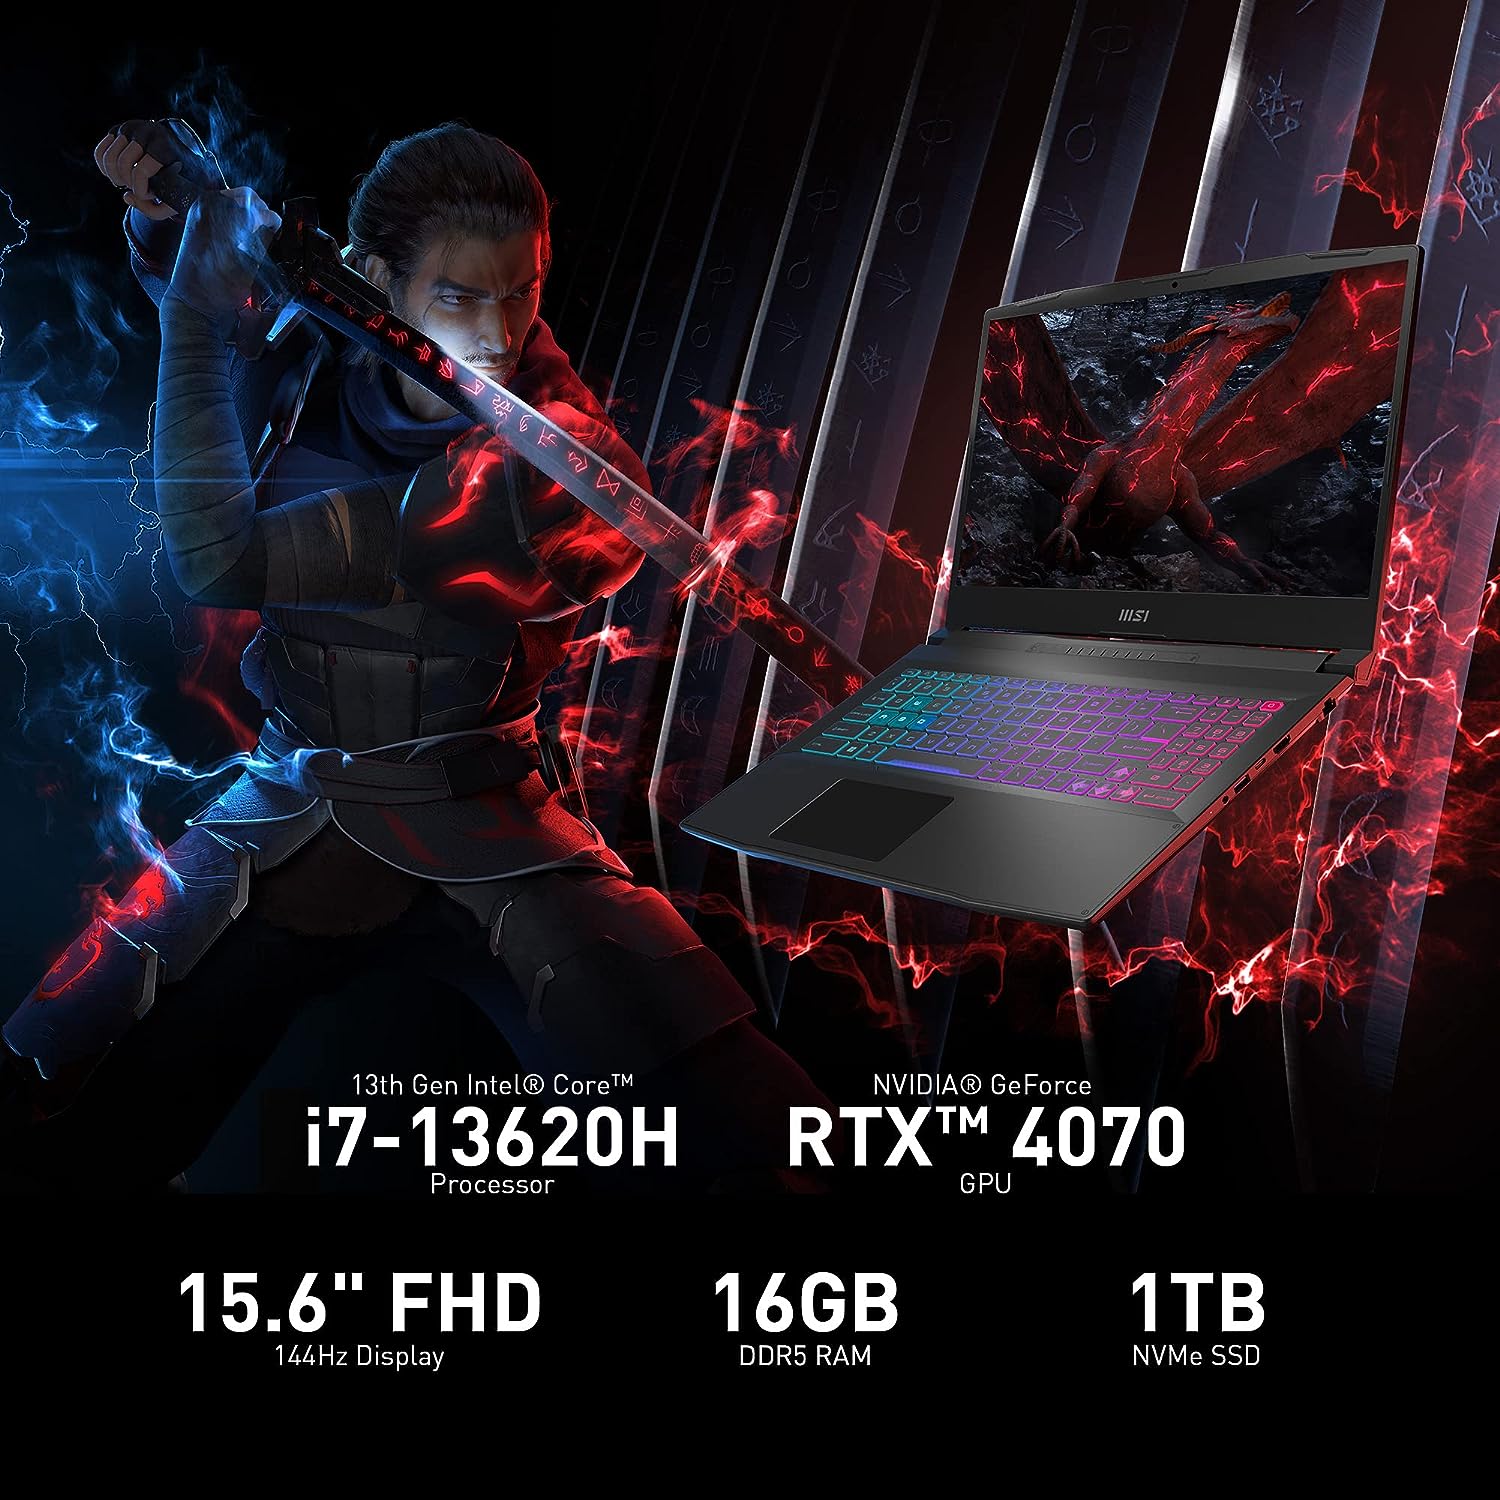 msi
13th Gen Intel® Core™
i7-13620H
Processor
NVIDIA® GeForce
RTX™ 4070
GPU
15.6" FHD
144Hz Display
16GB
DDR5 RAM
1TB
NVMe SSD